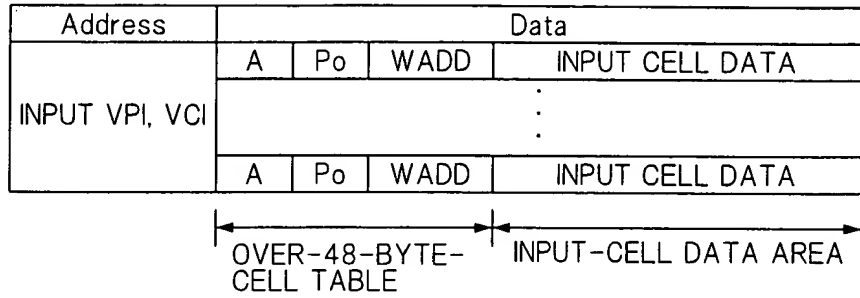 Address Data
A Po WADD INPUT CELL DATA
INPUT VPI, VCI
A Po WADD INPUT CELL DATA
OVER-48-BYTE-
CELL TABLE
INPUT-CELL DATA AREA